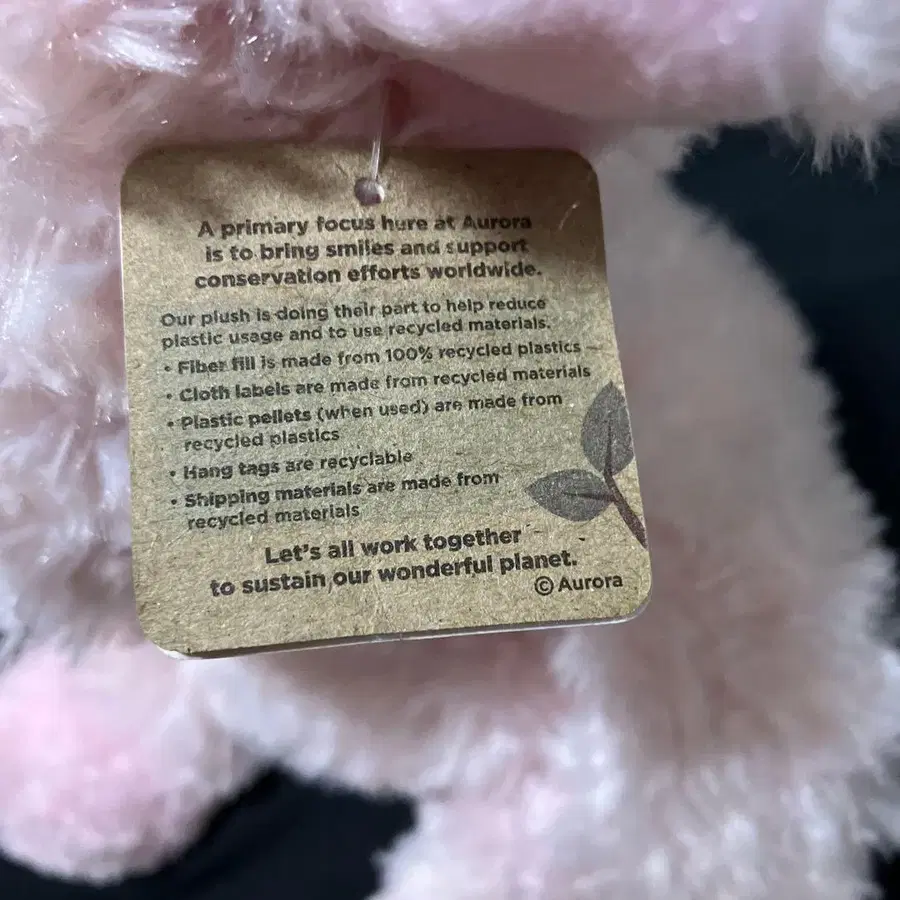 A primary focus here at Aurora
is to bring smiles and support
conservation efforts worldwide.
Our plush is doing their part to help reduce
plastic usage and to use recycled materials.
• Fiber fill is made from 100% recycled plastics
• Cloth labels are made from recycled materials
• Plastic pellets (when used) are made from
recycled plastics
• Hang tags are recyclable
• Shipping materials are made from
recycled materials
Let's all work together
to sustain our wonderful planet.
© Aurora